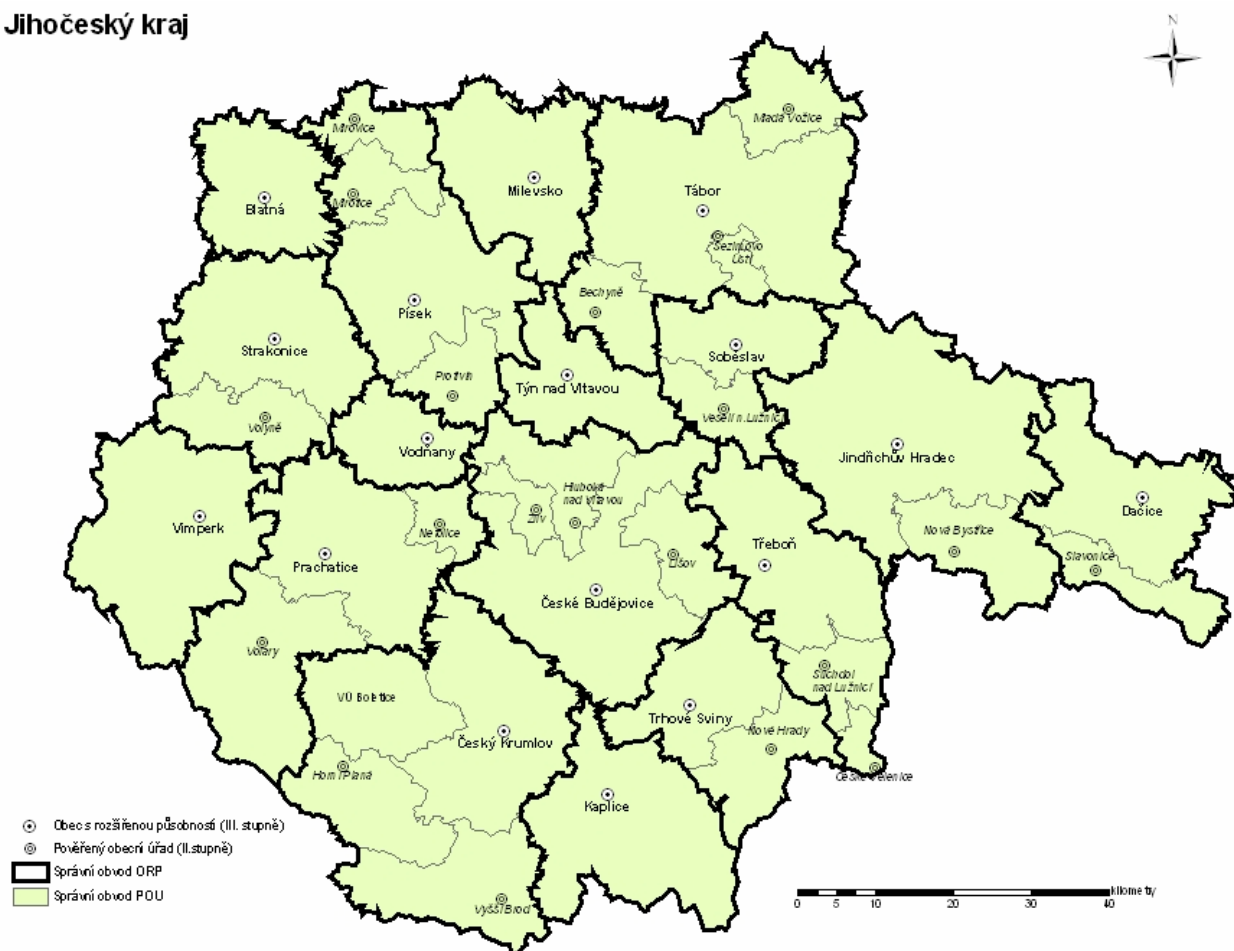 Jihočeský kraj
N
Mirovice
Mladá Vožice
Milevsko
Tábor
Blatná
Mirotice
Sezimovo
Ústí
Bechyně
Písek
Strakonice
Soběslav
Týn nad Vltavou
Protivín
Veselí n. Lužnicí
Volyně
Vodňany
Jindřichův Hradec
Hluboká
nad Vltavou
Zliv
Dačice
Vimperk
Netolice
Nová Bystřice
Třeboň
Slavonice
Prachatice
Lišov
České Budějovice
Volary
Suchdol
nad Lužnicí
VÚ Boletice
Trhové Sviny
Nové Hrady
Český Krumlov
Horní Planá
České Velenice
Kaplice
Vyšší Brod
Obec s rozšířenou působností (III. stupně)
Pověřený obecní úřad (II.stupně)
Správní obvod ORP
Správní obvod POU
kilometry
0 5 10 20 30 40